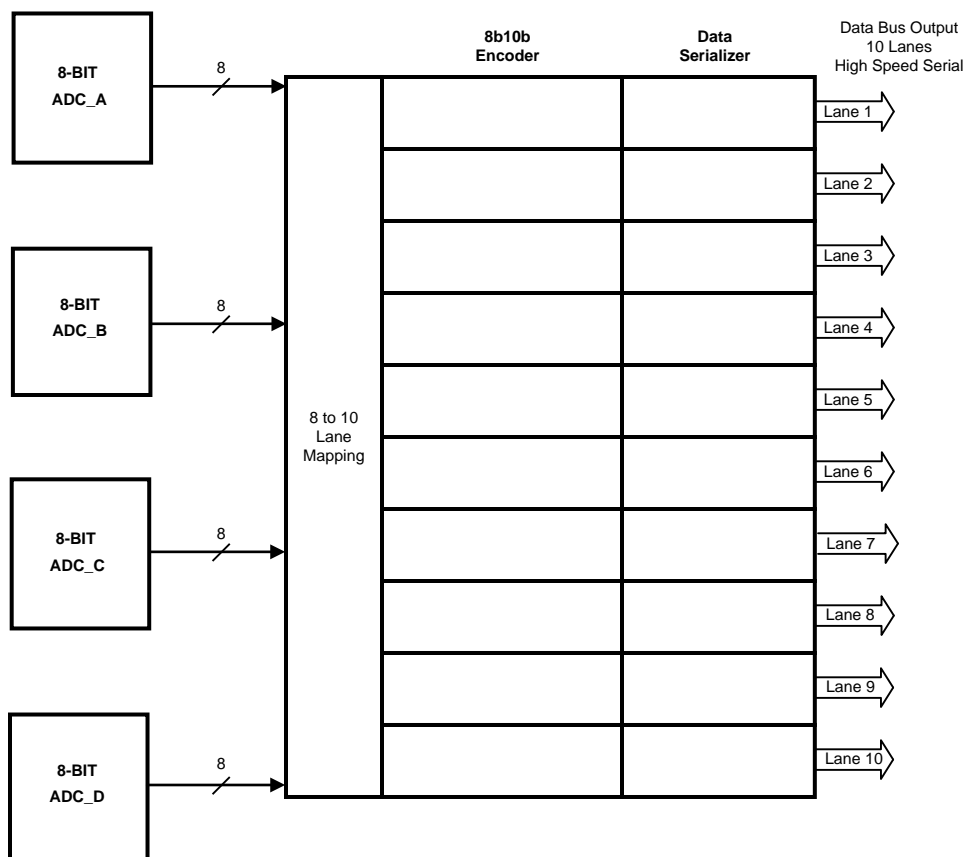 8b10b
Encoder
Data
Serializer
Data Bus Output
10 Lanes
High Speed Serial
8-BIT
ADC_A
8
Lane 1
Lane 2
8-BIT
ADC_B
8
Lane 3
Lane 4
8 to 10
Lane
Mapping
Lane 5
Lane 6
8-BIT
ADC_C
8
Lane 7
Lane 8
Lane 9
8-BIT
ADC_D
8
Lane 10